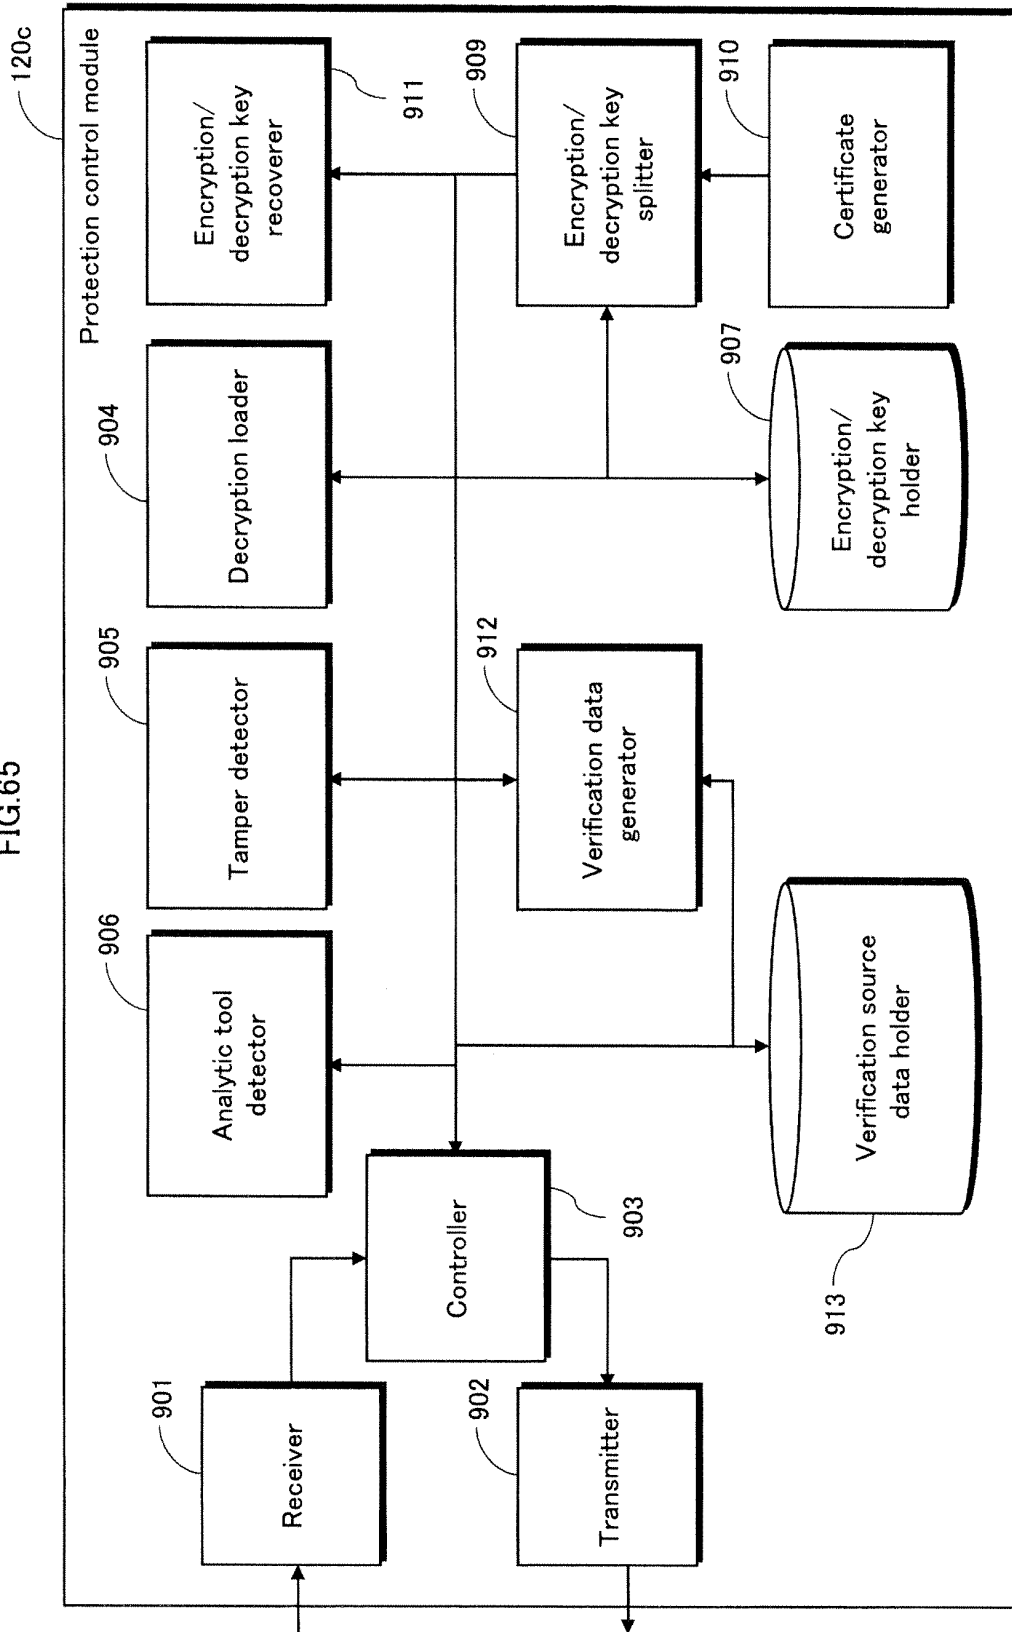 FIG.65
120c
Protection control module
901
Receiver
902
Transmitter
Controller
903
906
Analytic tool
detector
905
Tamper detector
904
Decryption loader
Encryption/
decryption key
recoverer
911
912
Verification data
generator
909
Encryption/
decryption key
splitter
Verification source
data holder
913
907
Encryption/
decryption key
holder
910
Certificate
generator